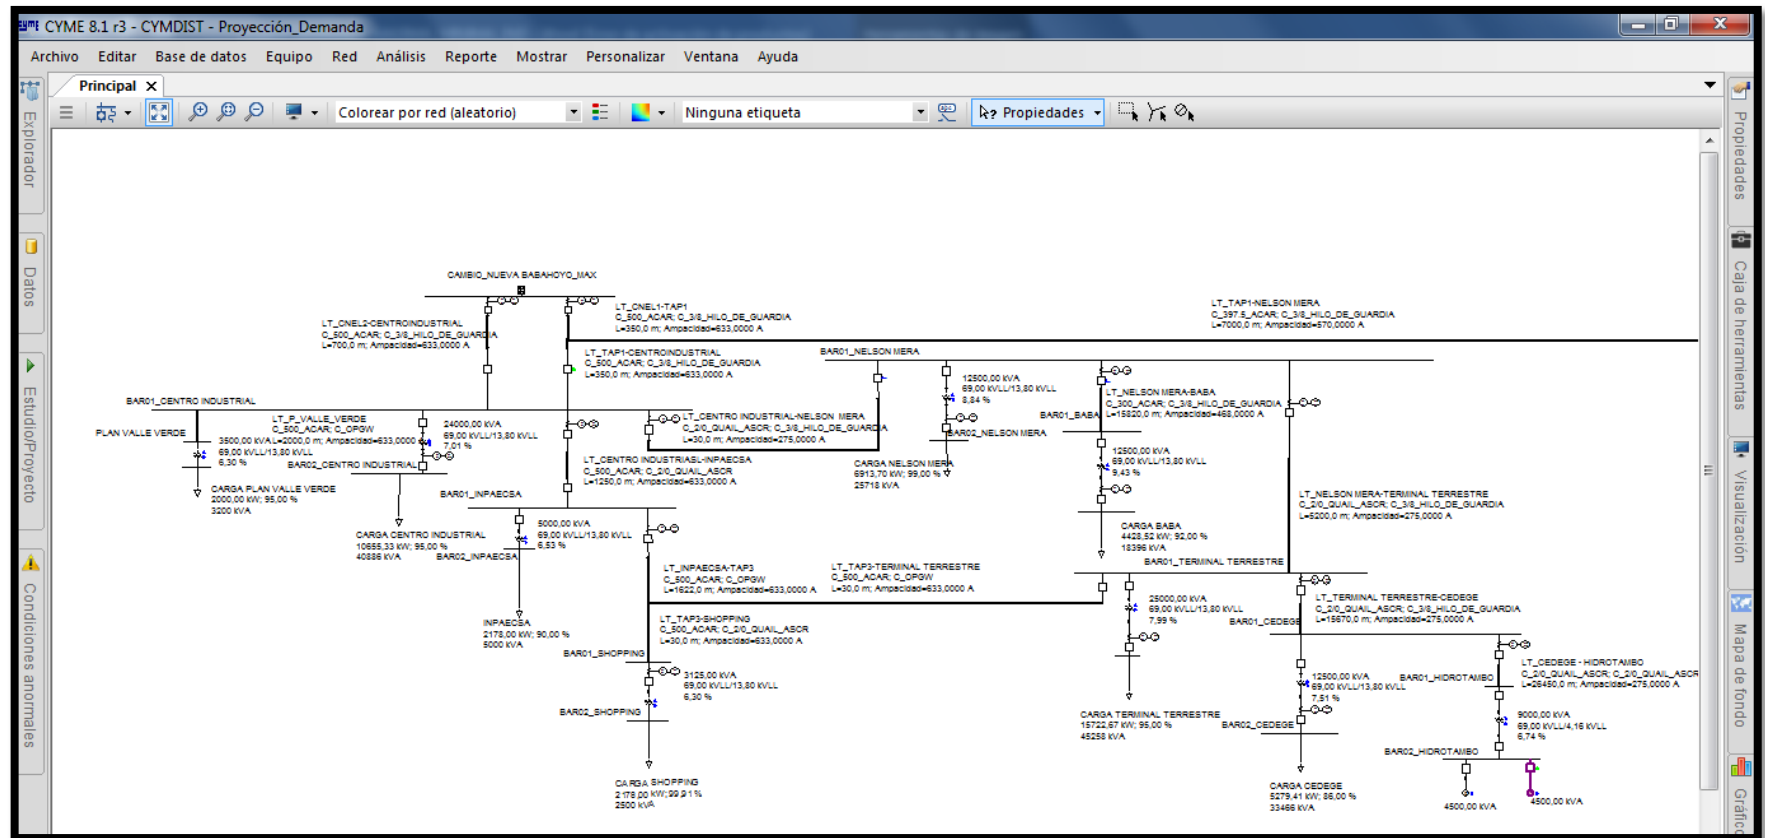 CYME CYME 8.1 r3 - CYMDIST - Proyección_Demanda
Archivo Editar Base de datos Equipo Red Análisis Reporte Mostrar Personalizar Ventana Ayuda
Principal
Colorear por red (aleatorio) Ninguna etiqueta abc Propiedades
Explorador
Datos
Estudio/Proyecto
Condiciones anormales
CAMBIO_NUEVA BABAHOYO_MAX
LT_CNEL1-TAP1
C_500_ACAR; C_3/8_HILO_DE_GUARDIA
L=350,0 m; Ampacidad=633,0000 A
LT_TAP1-NELSON MERA
C_397.5_ACAR; C_3/8_HILO_DE_GUARDIA
L=7000,0 m; Ampacidad=570,0000 A
LT_CNEL2-CENTROINDUSTRIAL
C_500_ACAR; C_3/8_HILO_DE_GUARDIA
L=700,0 m; Ampacidad=633,0000 A
LT_TAP1-CENTROINDUSTRIAL
C_500_ACAR; C_3/8_HILO_DE_GUARDIA
L=350,0 m; Ampacidad=633,0000 A
BAR01_NELSON MERA
12500,00 kVA
69,00 kVLL/13,80 kVLL
8,84 %
LT_NELSON MERA-BABA
C_300_ACAR; C_3/8_HILO_DE_GUARDIA
L=15820,0 m; Ampacidad=468,0000 A
BAR01_BABA
BAR01_CENTRO INDUSTRIAL
PLAN VALLE VERDE
LT_P_VALLE_VERDE
C_500_ACAR; C_OPGW
L=2000,0 m; Ampacidad=633,0000
3500,00 kVA
69,00 kVLL/13,80 kVLL
6,30 %
24000,00 kVA
69,00 kVLL/13,80 kVLL
7,01 %
BAR02_CENTRO INDUSTRIAL
LT_CENTRO INDUSTRIAL-NELSON MERA
C_2/0_QUAIL_ASCR; C_3/8_HILO_DE_GUARDIA
L=30,0 m; Ampacidad=275,0000 A
BAR02_NELSON MERA
LT_CENTRO INDUSTRIASL-INPAECSA
C_500_ACAR; C_2/0_QUAIL_ASCR
L=1250,0 m; Ampacidad=633,0000 A
CARGA NELSON MERA
6913,70 kW; 99,00 %
25718 kVA
12500,00 kVA
69,00 kVLL/13,80 kVLL
9,43 %
CARGA PLAN VALLE VERDE
2000,00 kW; 95,00 %
3200 kVA
BAR01_INPAECSA
CARGA CENTRO INDUSTRIAL
10655,33 kW; 95,00 %
40886 kVA
BAR02_INPAECSA
5000,00 kVA
69,00 kVLL/13,80 kVLL
6,53 %
CARGA BABA
4428,52 kW; 92,00 %
18396 kVA
LT_NELSON MERA-TERMINAL TERRESTRE
C_2/0_QUAIL_ASCR; C_3/8_HILO_DE_GUARDIA
L=5200,0 m; Ampacidad=275,0000 A
BAR01_TERMINAL TERRESTRE
LT_INPAECSA-TAP3
C_500_ACAR; C_OPGW
L=1622,0 m; Ampacidad=633,0000 A
LT_TAP3-TERMINAL TERRESTRE
C_500_ACAR; C_OPGW
L=30,0 m; Ampacidad=633,0000 A
INPAECSA
2178,00 kW; 90,00 %
5000 kVA
LT_TAP3-SHOPPING
C_500_ACAR; C_2/0_QUAIL_ASCR
L=30,0 m; Ampacidad=633,0000 A
BAR01_SHOPPING
3125,00 kVA
69,00 kVLL/13,80 kVLL
6,30 %
BAR02_SHOPPING
25000,00 kVA
69,00 kVLL/13,80 kVLL
7,99 %
LT_TERMINAL TERRESTRE-CEDEGE
C_2/0_QUAIL_ASCR; C_3/8_HILO_DE_GUARDIA
L=15670,0 m; Ampacidad=275,0000 A
BAR01_CEDEGE
LT_CEDEGE - HIDROTAMBO
C_2/0_QUAIL_ASCR; C_2/0_QUAIL_ASCR
L=26450,0 m; Ampacidad=275,0000 A
12500,00 kVA
69,00 kVLL/13,80 kVLL
7,51 %
BAR01_HIDROTAMBO
9000,00 kVA
69,00 kVLL/4,16 kVLL
6,74 %
CARGA TERMINAL TERRESTRE
15722,67 kW; 95,00 %
45258 kVA
BAR02_CEDEGE
BAR02_HIDROTAMBO
CARGA SHOPPING
2178,00 kW; 99,91 %
2500 kVA
CARGA CEDEGE
5279,41 kW; 86,00 %
33466 kVA
4500,00 kVA
4500,00 kVA
Propiedades
Caja de herramientas
Visualización
Mapa de fondo
Gráfico